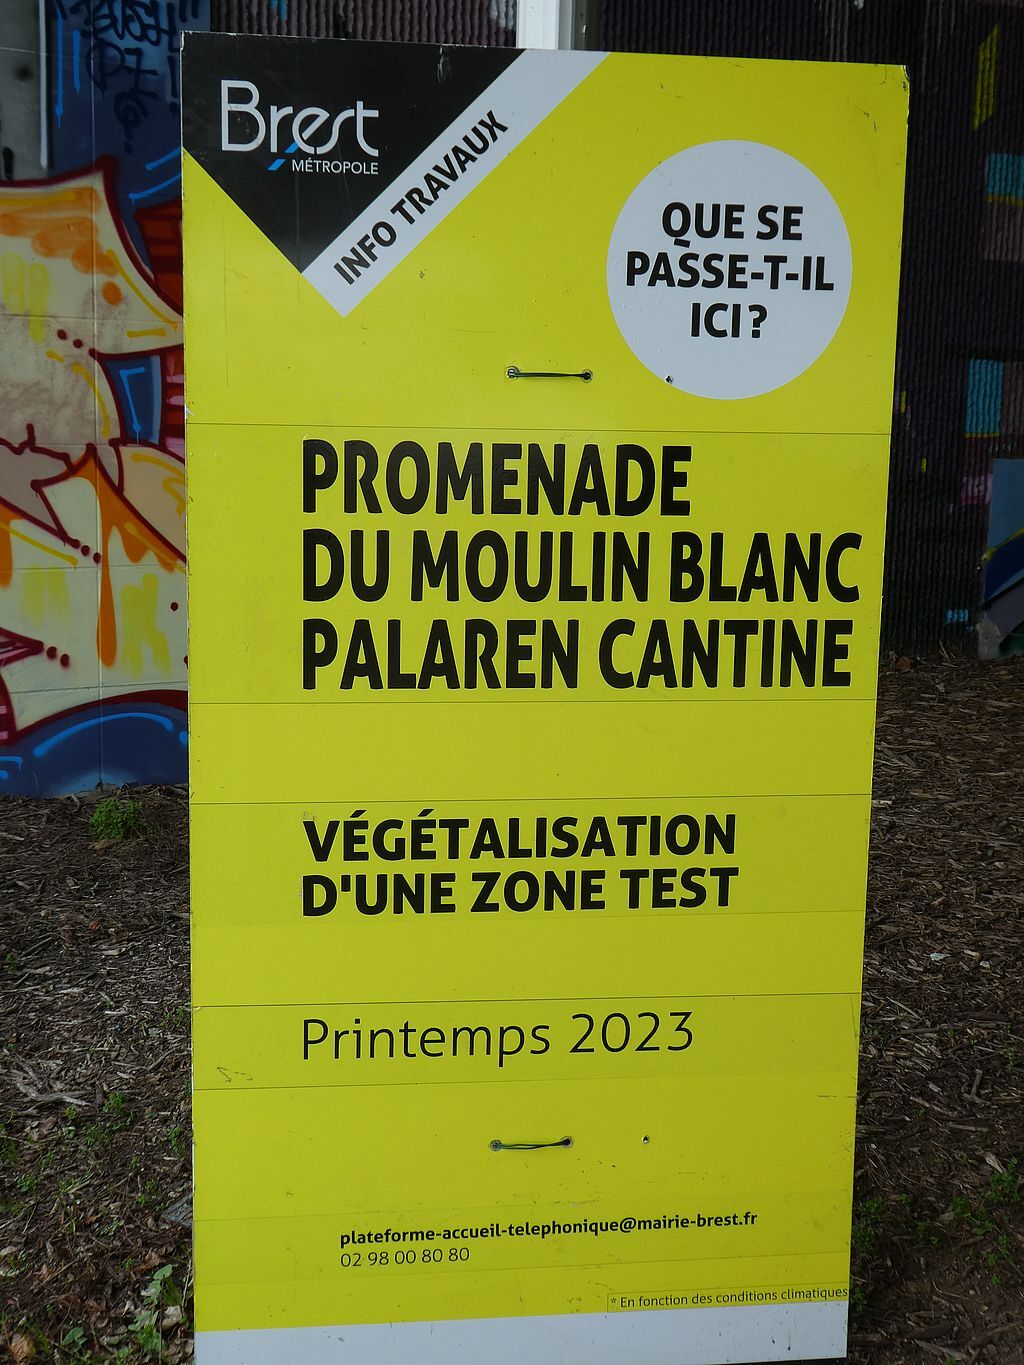 Brest
MÉTROPOLE
INFO TRAVAUX
QUE SE
PASSE-T-IL
ICI ?
PROMENADE
DU MOULIN BLANC
PALAREN CANTINE
VÉGÉTALISATION
D'UNE ZONE TEST
Printemps 2023
plateforme-accueil-telephonique@mairie-brest.fr
02 98 00 80 80
* En fonction des conditions climatiques